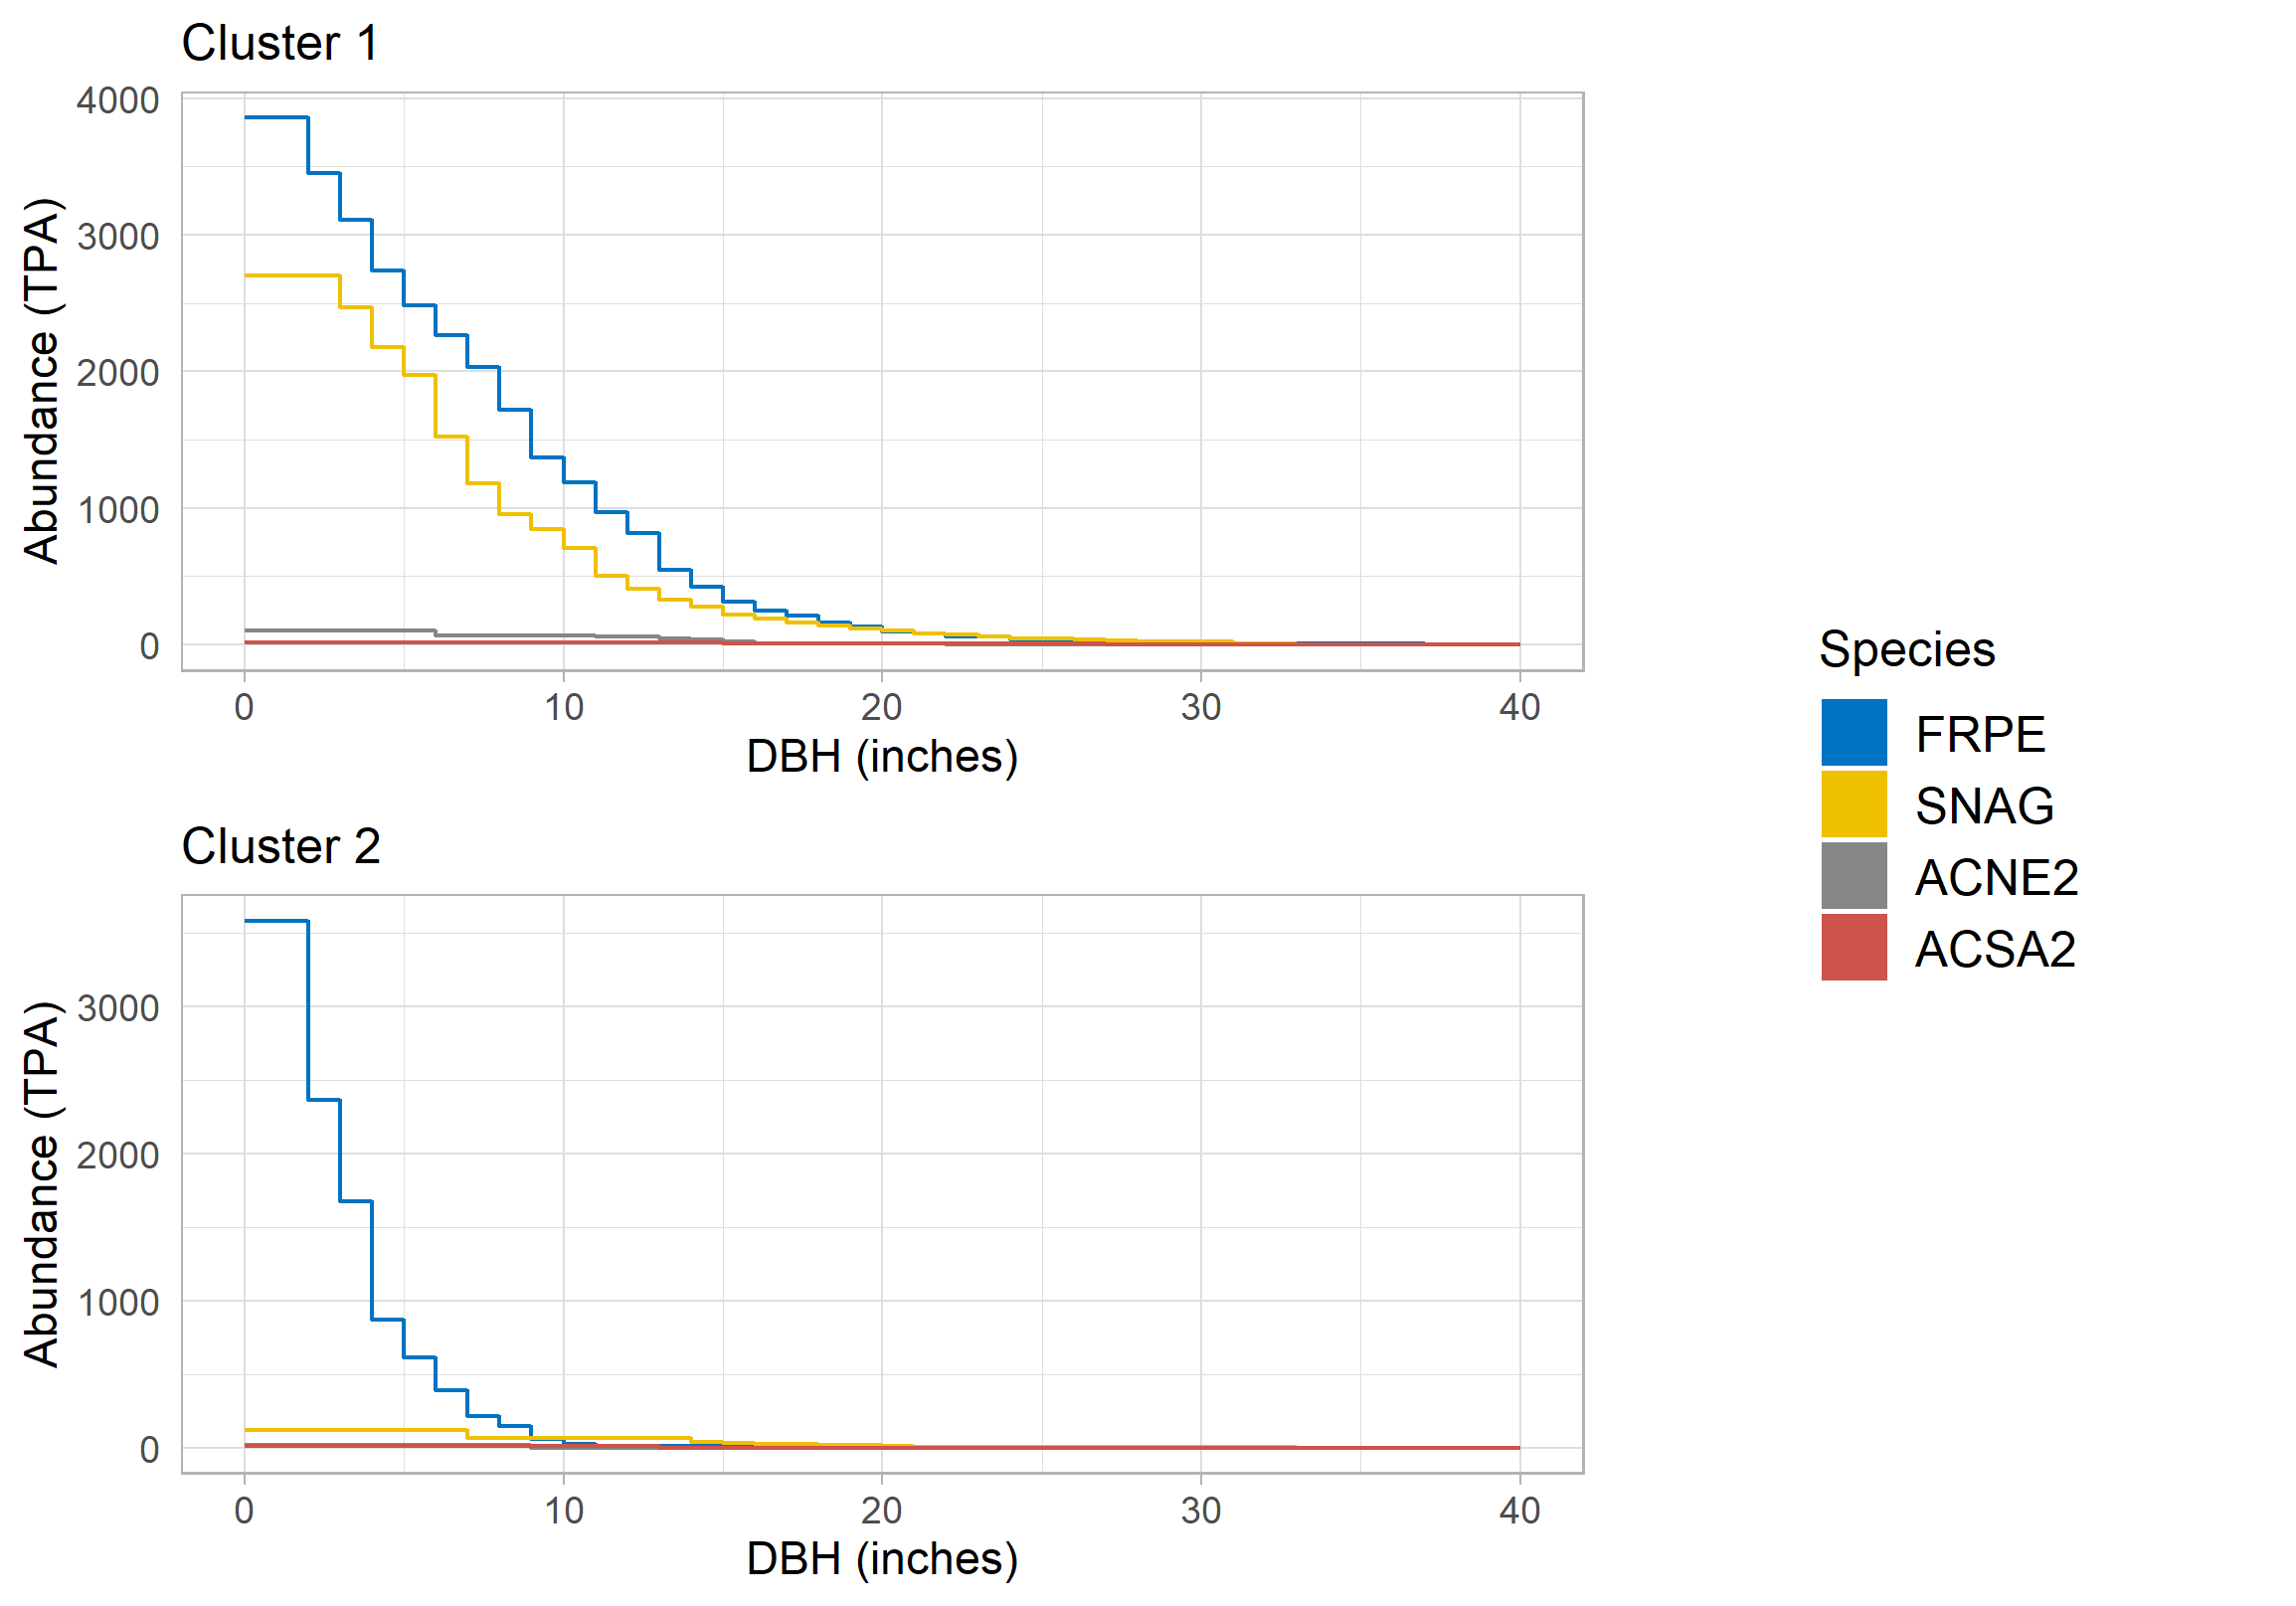 Cluster 1
Abundance (TPA)
4000
3000
2000
1000
0
0 10 20 30 40
DBH (inches)
Cluster 2
Abundance (TPA)
3000
2000
1000
0
0 10 20 30 40
DBH (inches)
Species
FRPE
SNAG
ACNE2
ACSA2